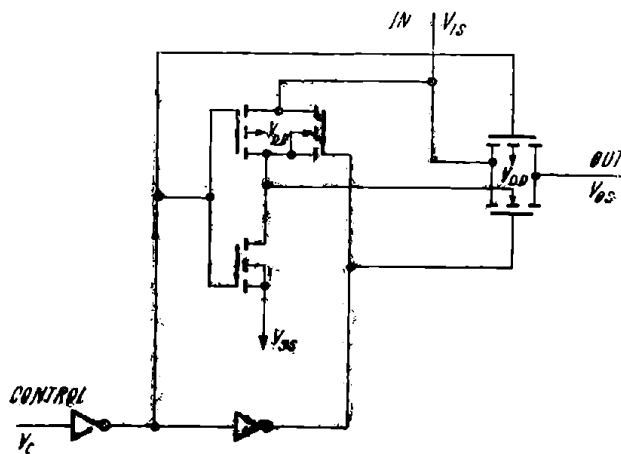 IN V_IS
V_DD
OUT
V_DD
V_OS
V_SS
CONTROL
V_C